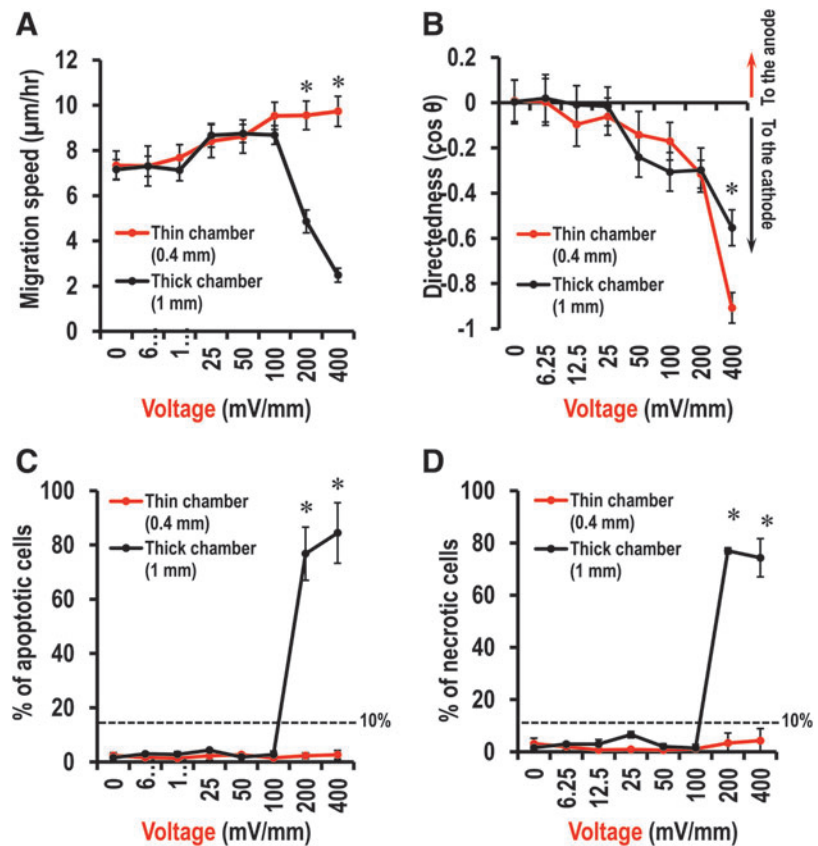 A
Migration speed (µm/hr)
14
12
10
8
6
4
2
0
* *
Thin chamber
(0.4 mm)
Thick chamber
(1 mm)
0
6..
1..
25
50
100
200
400
Voltage (mV/mm)
B
Directedness (cos θ)
0.2
0
-0.2
-0.4
-0.6
-0.8
-1
*
Thin chamber
(0.4 mm)
Thick chamber
(1 mm)
To the anode
To the cathode
0
6.25
12.5
25
50
100
200
400
Voltage (mV/mm)
C
% of apoptotic cells
100
80
60
40
20
0
Thin chamber
(0.4 mm)
Thick chamber
(1 mm)
* *
10%
0
6..
1..
25
50
100
200
400
Voltage (mV/mm)
D
% of necrotic cells
100
80
60
40
20
0
Thin chamber
(0.4 mm)
Thick chamber
(1 mm)
* *
10%
0
6.25
12.5
25
50
100
200
400
Voltage (mV/mm)